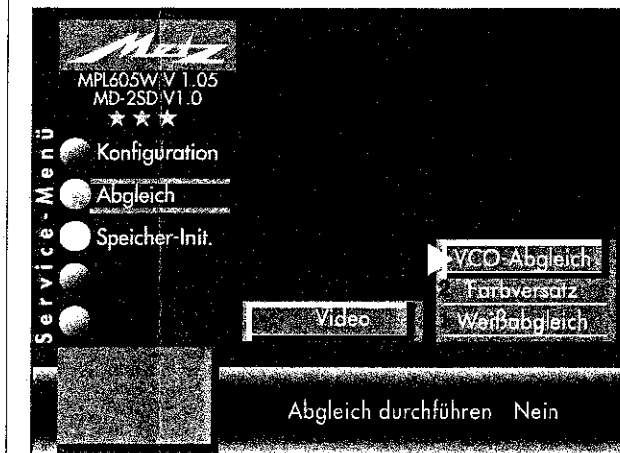 Metz
MPL605W V 1.05
MD-2SD V1.0
★ ★ ★
Service-Menü
Konfiguration
Abgleich
Speicher-Init.
VCO-Abgleich
Farbversatz
Video
Weißabgleich
Abgleich durchführen Nein